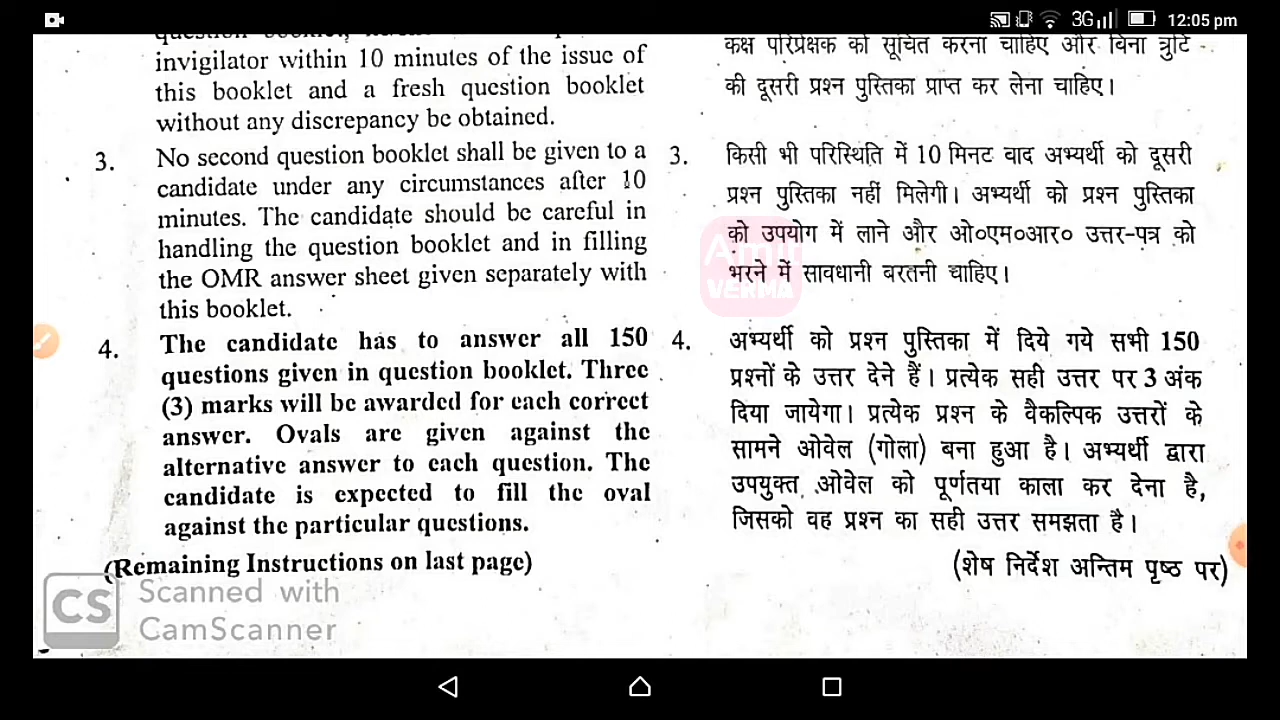 3G 12:05 pm
question booklet,
invigilator within 10 minutes of the issue of
this booklet and a fresh question booklet
without any discrepancy be obtained.
3. No second question booklet shall be given to a
candidate under any circumstances after 10
minutes. The candidate should be careful in
handling the question booklet and in filling
the OMR answer sheet given separately with
this booklet.
4. The candidate has to answer all 150
questions given in question booklet. Three
(3) marks will be awarded for each correct
answer. Ovals are given against the
alternative answer to each question. The
candidate is expected to fill the oval
against the particular questions.
(Remaining Instructions on last page)
कक्ष परिप्रेक्षक को सूचित करना चाहिए और बिना त्रुटि
की दूसरी प्रश्न पुस्तिका प्राप्त कर लेना चाहिए।
3. किसी भी परिस्थिति में 10 मिनट वाद अभ्यर्थी को दूसरी
प्रश्न पुस्तिका नहीं मिलेगी। अभ्यर्थी को प्रश्न पुस्तिका
को उपयोग में लाने और ओ०एम०आर० उत्तर-पत्र को
भरने में सावधानी बरतनी चाहिए।
4. अभ्यर्थी को प्रश्न पुस्तिका में दिये गये सभी 150
प्रश्नों के उत्तर देने हैं। प्रत्येक सही उत्तर पर 3 अंक
दिया जायेगा। प्रत्येक प्रश्न के वैकल्पिक उत्तरों के
सामने ओवेल (गोला) बना हुआ है। अभ्यर्थी द्वारा
उपयुक्त ओवेल को पूर्णतया काला कर देना है,
जिसको वह प्रश्न का सही उत्तर समझता है।
(शेष निर्देश अन्तिम पृष्ठ पर)
Amit
VERMA
CS Scanned with
CamScanner